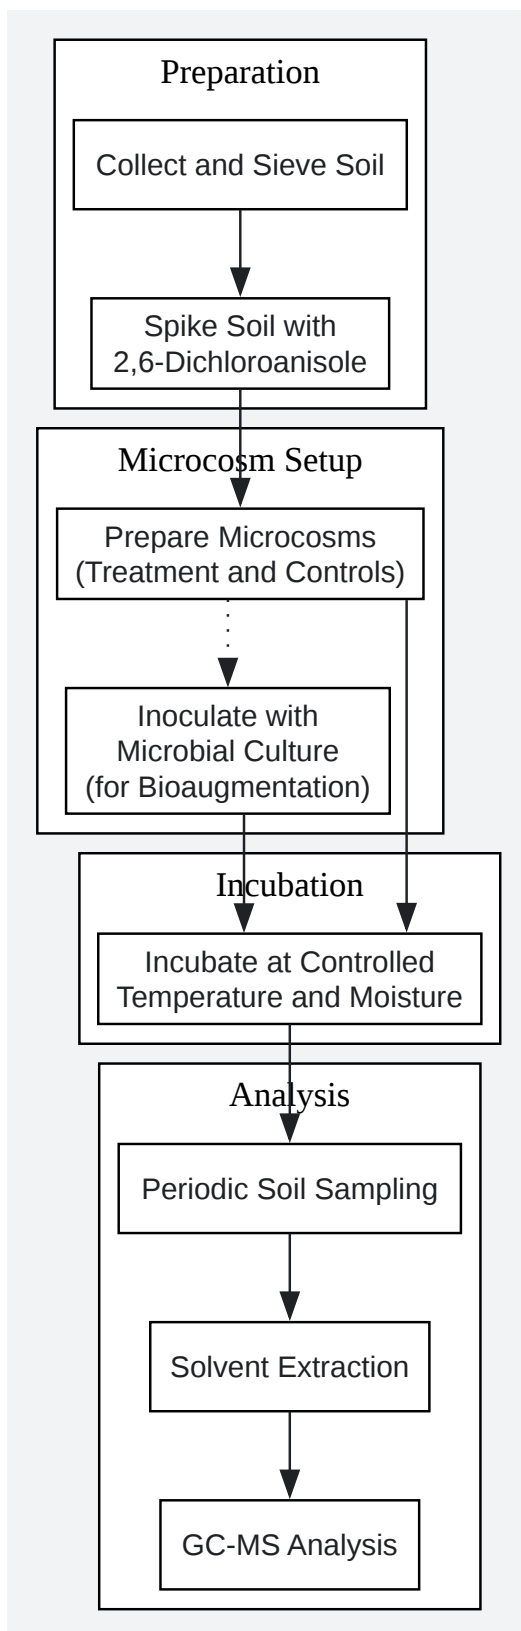 Preparation
Collect and Sieve Soil
Spike Soil with
2,6-Dichloroanisole
Microcosm Setup
Prepare Microcosms
(Treatment and Controls)
Inoculate with
Microbial Culture
(for Bioaugmentation)
Incubation
Incubate at Controlled
Temperature and Moisture
Analysis
Periodic Soil Sampling
Solvent Extraction
GC-MS Analysis